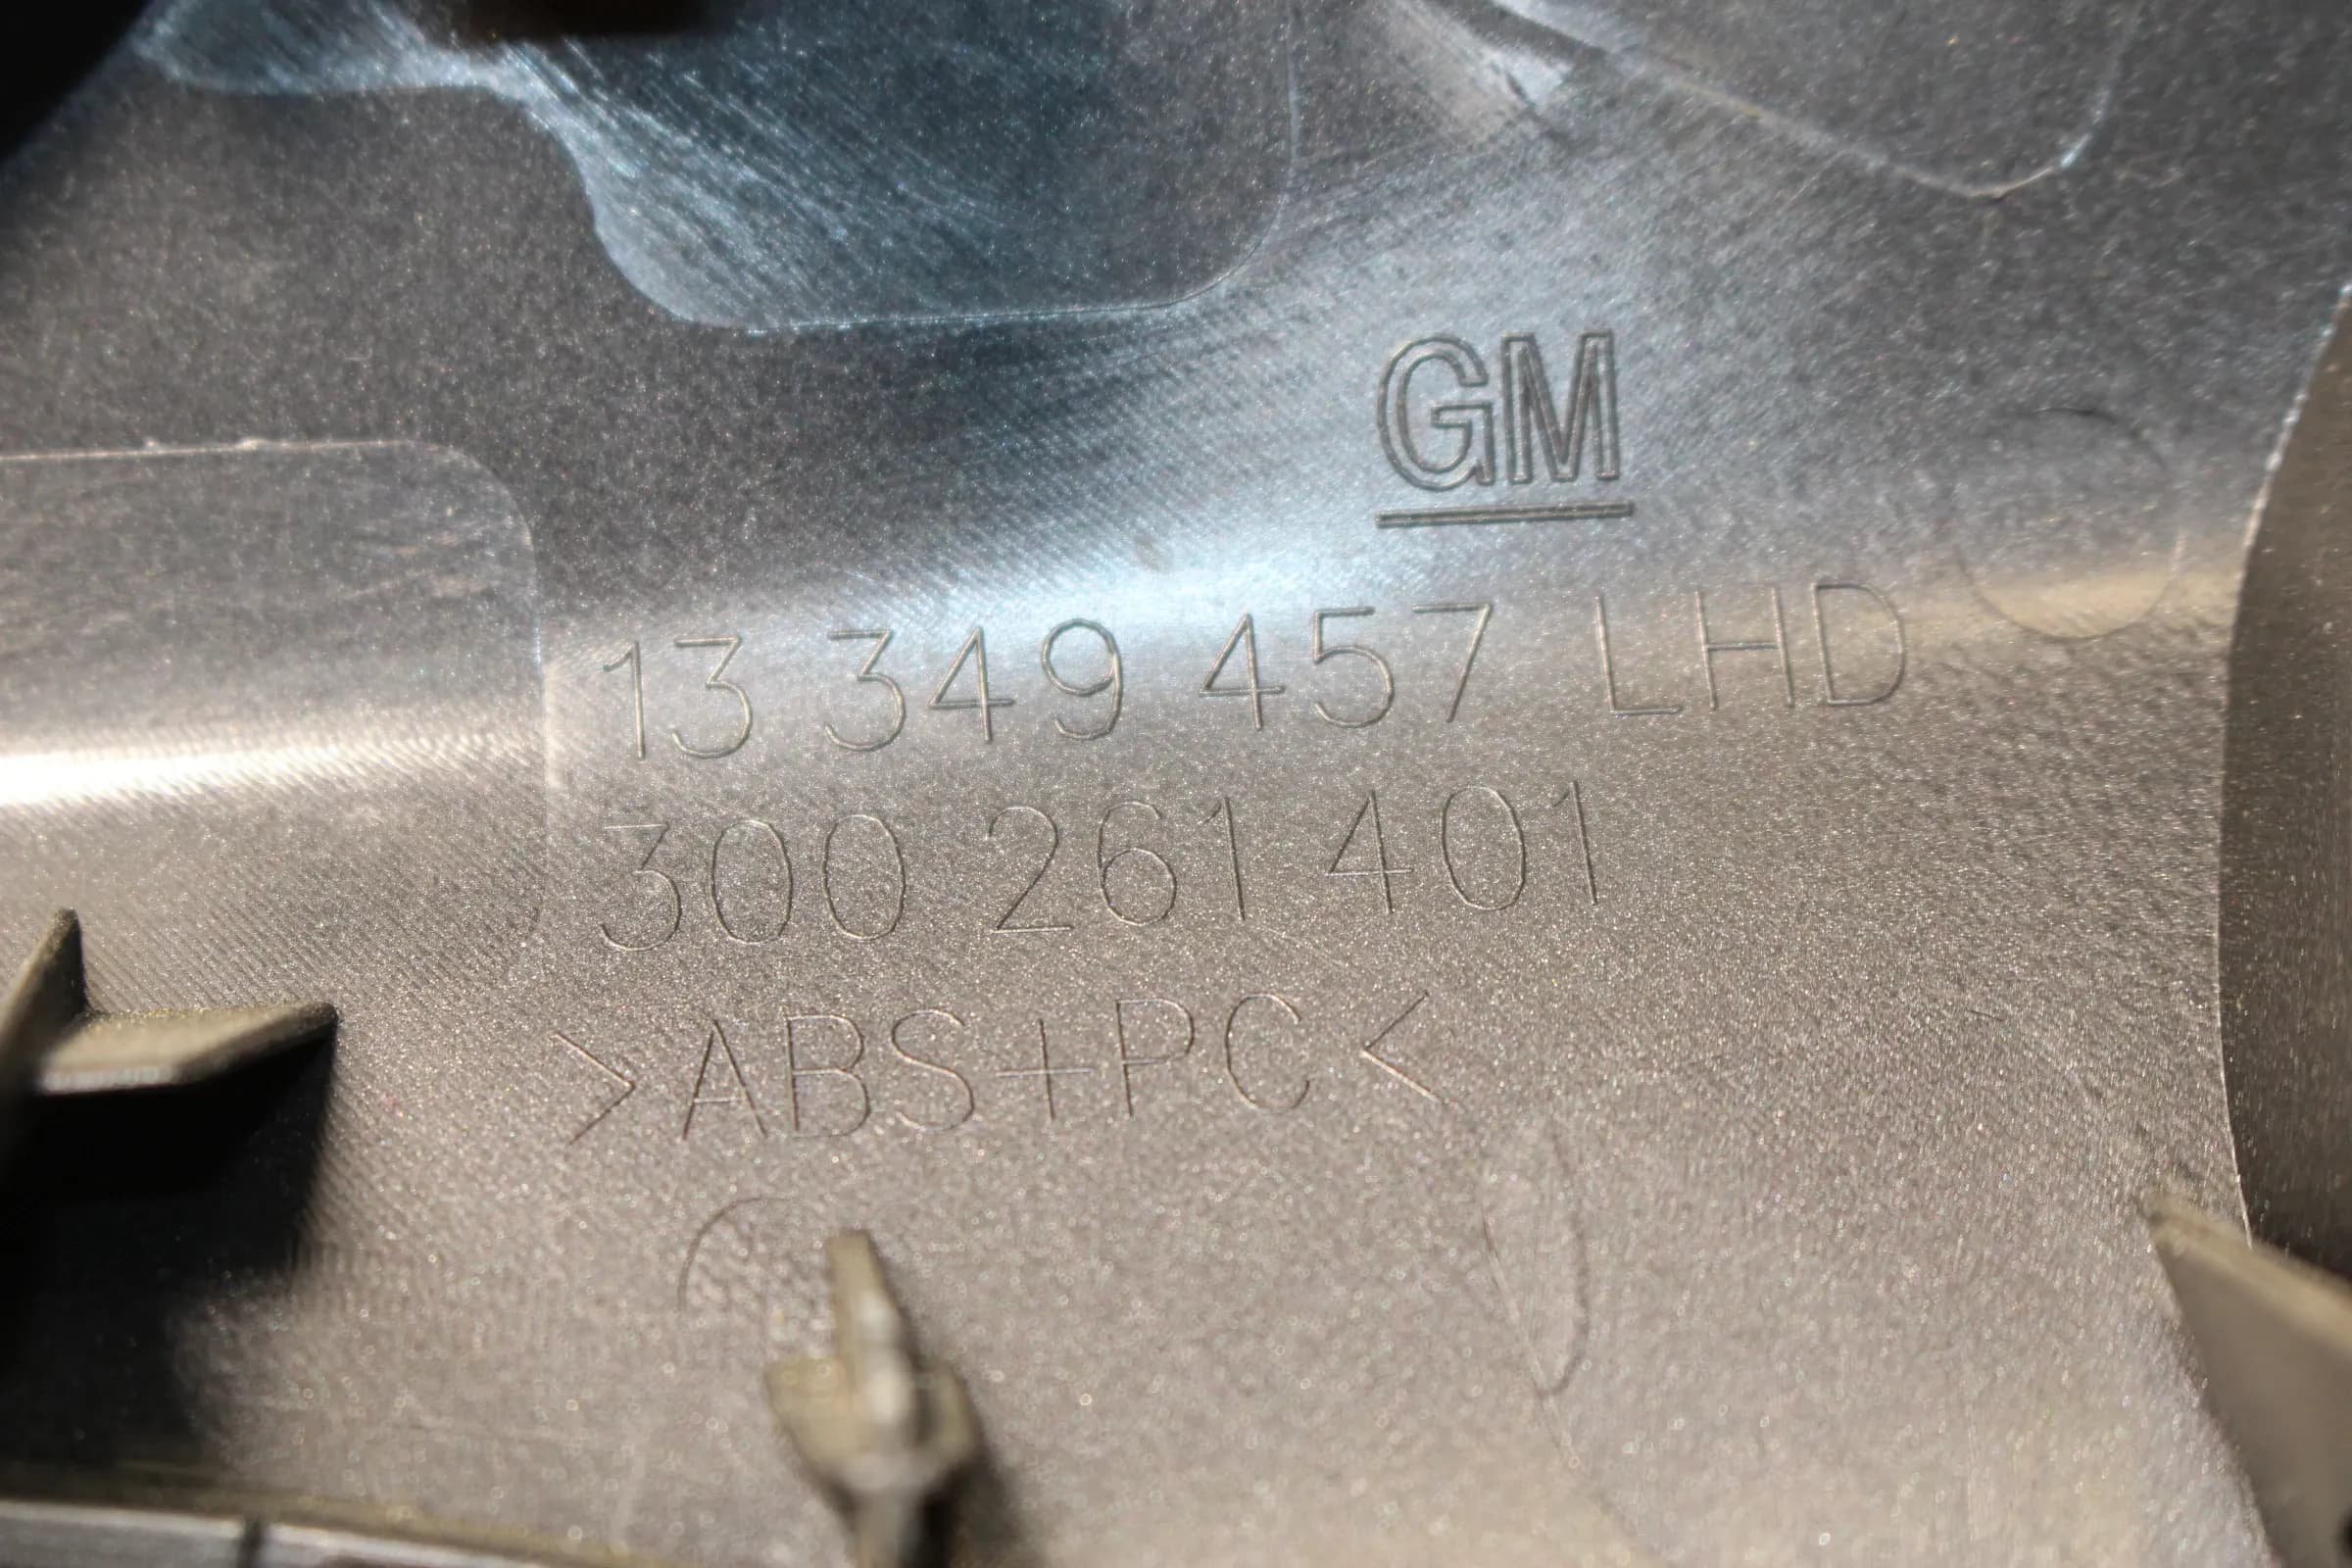 GM
13 349 457 LHD
300 261 401
>ABS+PC<